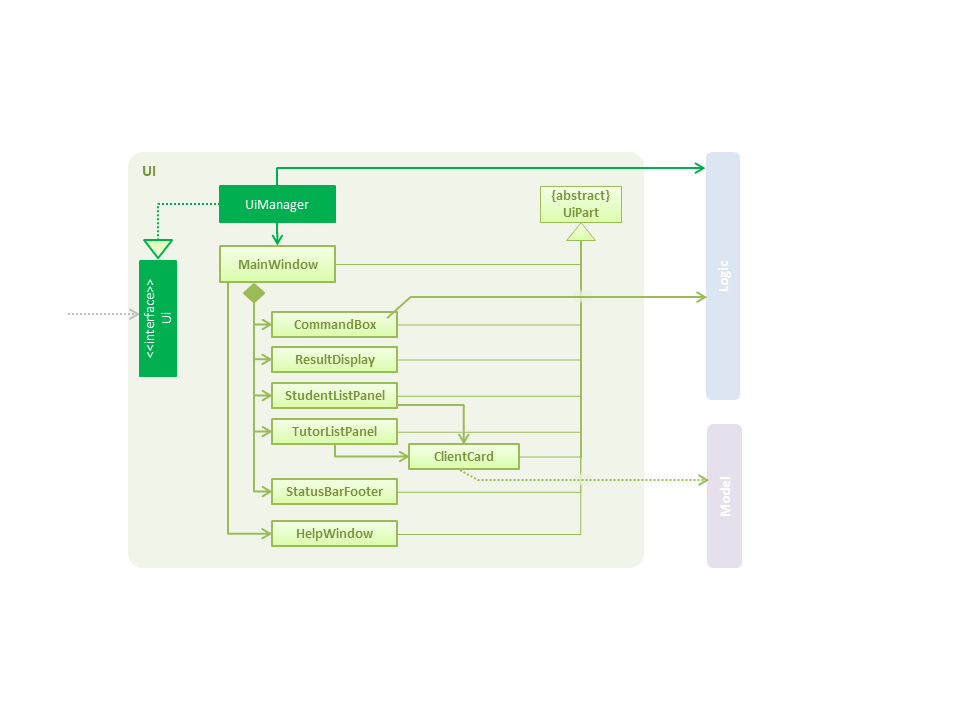 UI
UiManager
{abstract}
UiPart
MainWindow
<<interface>>
Ui
Logic
CommandBox
ResultDisplay
StudentListPanel
TutorListPanel
ClientCard
StatusBarFooter
Model
HelpWindow